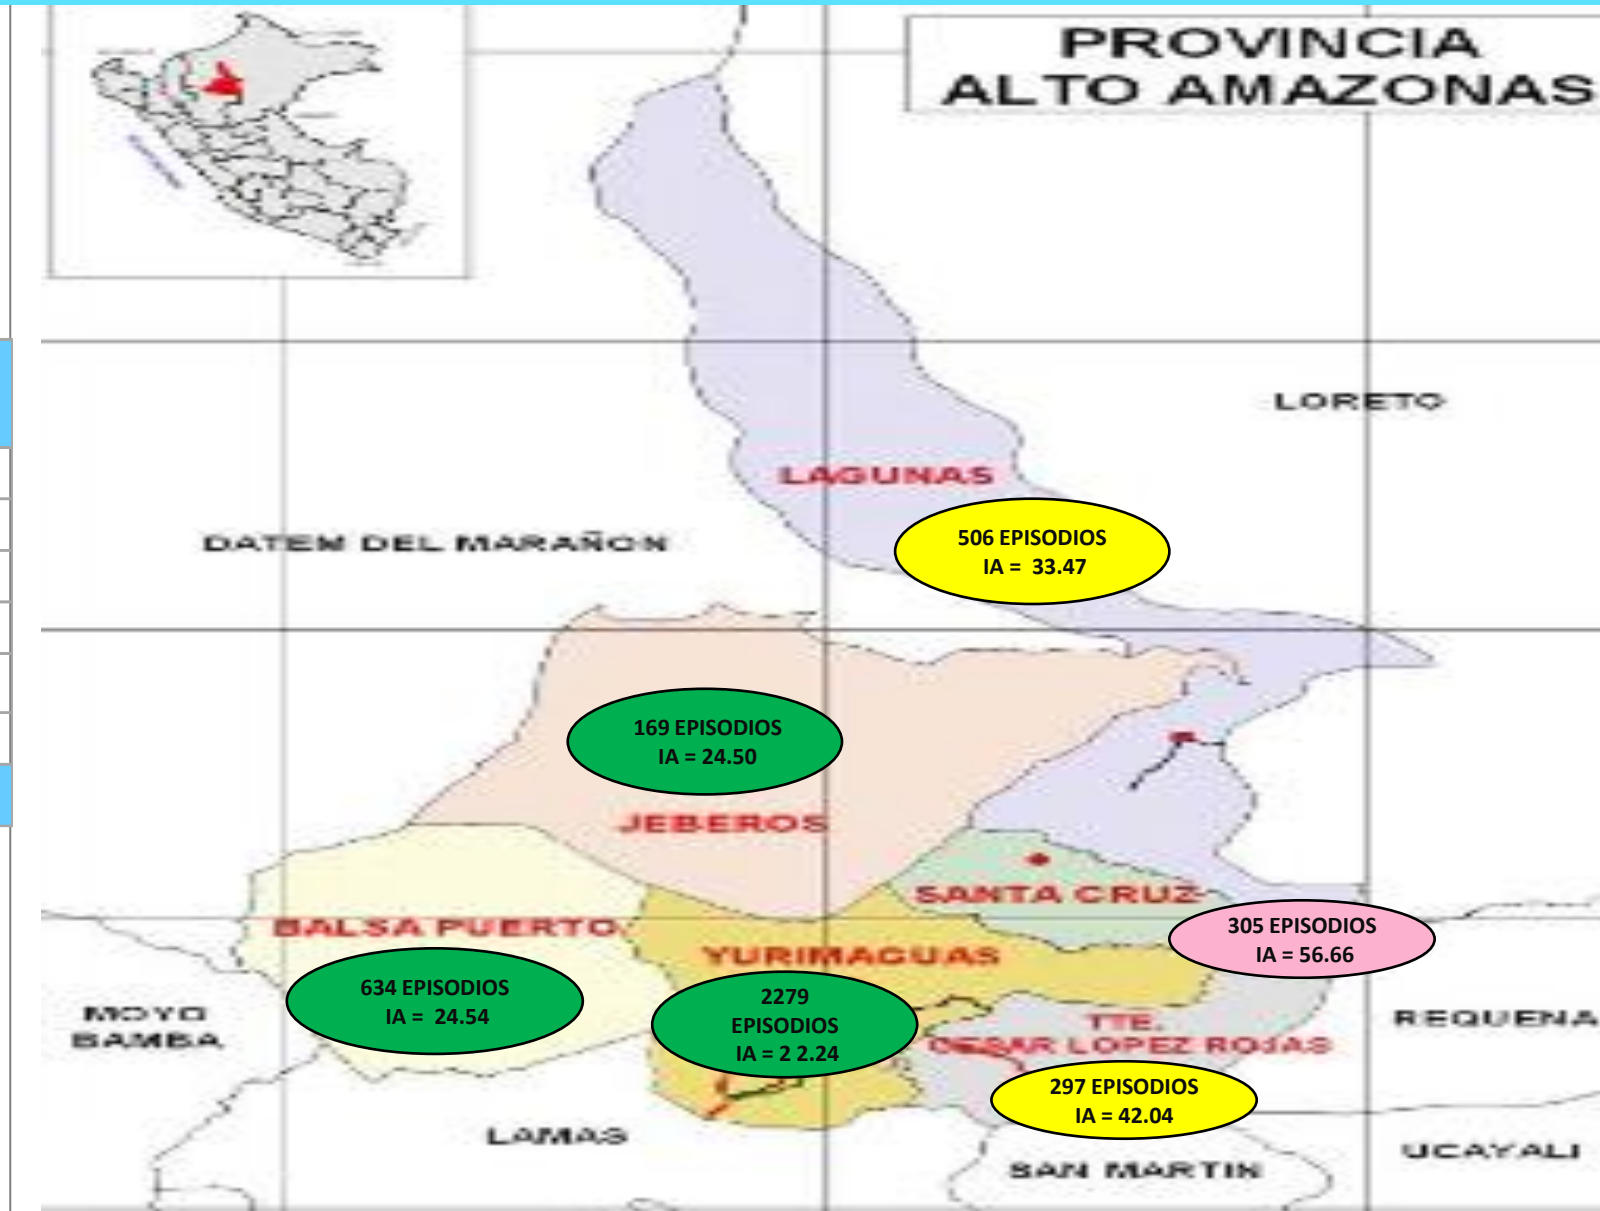 PROVINCIA
ALTO AMAZONAS
LORETO
LAGUNAS
506 EPISODIOS
IA = 33.47
DATEM DEL MARAÑON
169 EPISODIOS
IA = 24.50
JEBEROS
SANTA CRUZ
305 EPISODIOS
IA = 56.66
BALSA PUERTO
634 EPISODIOS
IA = 24.54
YURIMAGUAS
2279
EPISODIOS
IA = 2 2.24
TTE.
CESAR LOPEZ ROJAS
297 EPISODIOS
IA = 42.04
MOYO
BAMBA
REQUENA
LAMAS
SAN MARTIN
UCAYALI